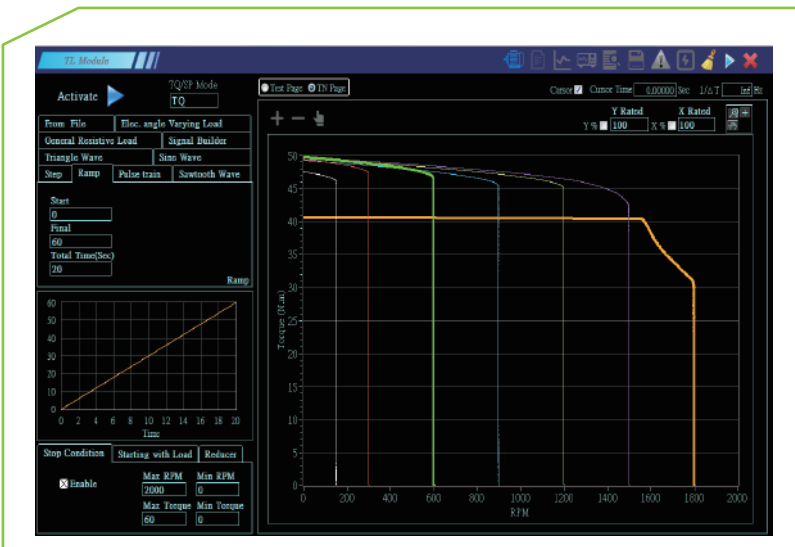 TL Module
Activate
TQ/SP Mode
TQ
Test Page TN Page
Cursor Cursor Time 0.00000 Sec 1/Δ T Inf Hz
From File Elec. angle Varying Load
General Resistive Load Signal Builder
Triangle Wave Sine Wave
Step Ramp Pulse train Sawtooth Wave
Start
0
Final
60
Total Time(Sec)
20
Ramp
60
50
40
30
20
10
0
0 2 4 6 8 10 12 14 16 18 20
Time
Stop Condition Starting with Load Reducer
Enable
Max RPM Min RPM
2000 0
Max Torque Min Torque
60 0
Y Rated X Rated
Y % 100 X % 100
50
45
40
35
30
25
20
15
10
5
0
Torque (N.m)
0 200 400 600 800 1000 1200 1400 1600 1800 2000
RPM